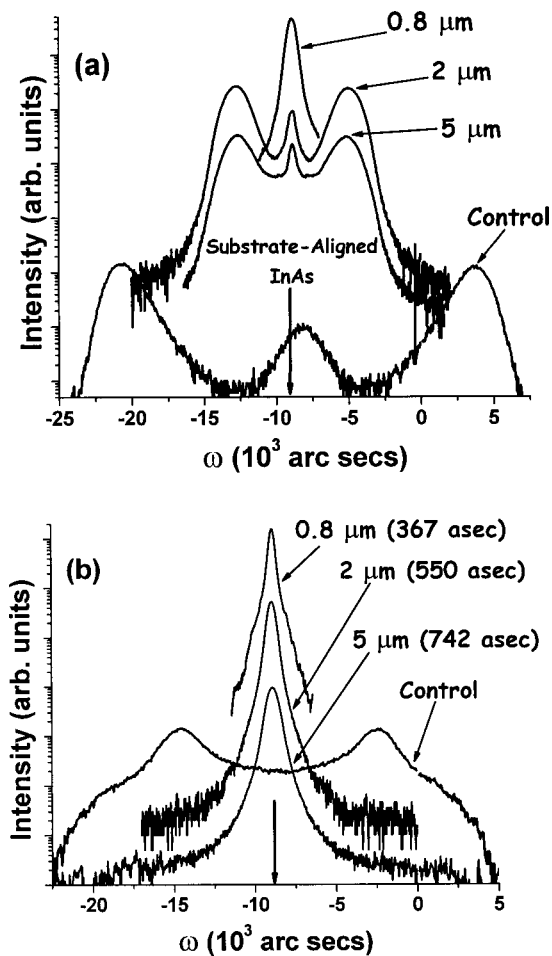 (a)
0.8 μm
2 μm
5 μm
Control
Substrate-Aligned
InAs
Intensity (arb. units)
-25 -20 -15 -10 -5 0 5
ω (10³ arc secs)
(b)
0.8 μm (367 asec)
2 μm (550 asec)
5 μm (742 asec)
Control
Intensity (arb. units)
-20 -15 -10 -5 0 5
ω (10³ arc secs)